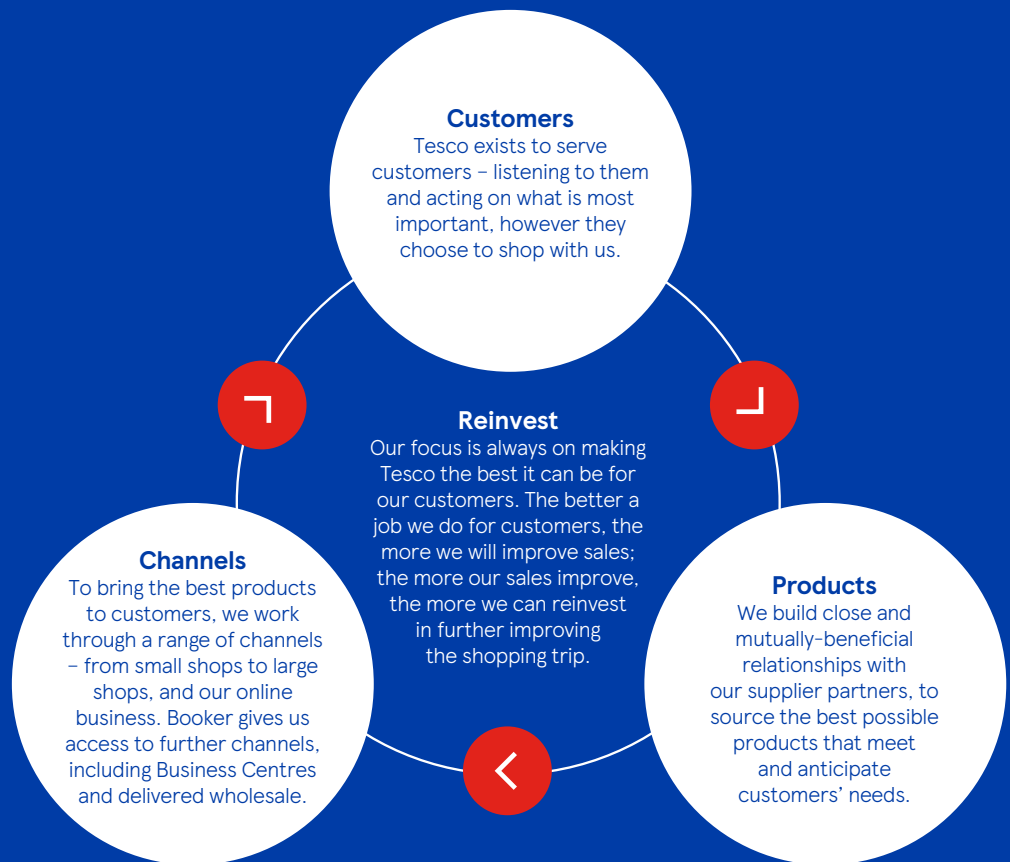 Customers
Tesco exists to serve
customers – listening to them
and acting on what is most
important, however they
choose to shop with us.
Reinvest
Our focus is always on making
Tesco the best it can be for
our customers. The better a
job we do for customers, the
more we will improve sales;
the more our sales improve,
the more we can reinvest
in further improving
the shopping trip.
Channels
To bring the best products
to customers, we work
through a range of channels
– from small shops to large
shops, and our online
business. Booker gives us
access to further channels,
including Business Centres
and delivered wholesale.
Products
We build close and
mutually-beneficial
relationships with
our supplier partners, to
source the best possible
products that meet
and anticipate
customers’ needs.